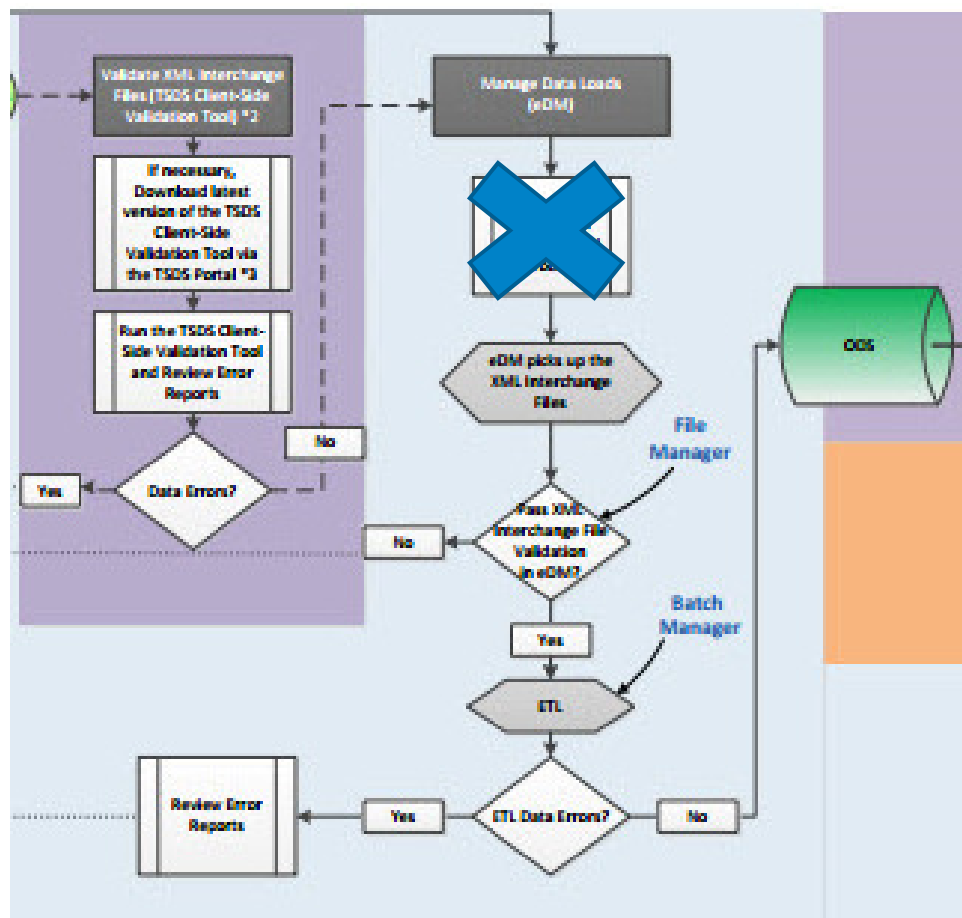 Validate XML Interchange
Files (TSDS Client-Side
Validation Tool) *3
If necessary,
Download latest
version of the TSDS
Client-Side
Validation Tool via
the TSDS Portal *3
Run the TSDS Client-
Side Validation Tool
and Review Error
Reports
Data Errors?
Yes
No
Manage Data Loads
(eDM)
eDM picks up the
XML Interchange
Files
File
Manager
Pass XML
Interchange File
Validation
in eDM?
No
Yes
Batch
Manager
ETL
ETL Data Errors?
Yes
No
Review Error
Reports
ODS